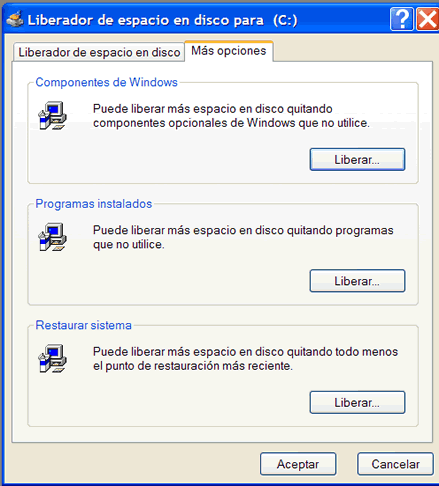 Liberador de espacio en disco para (C:)
Liberador de espacio en disco
Más opciones
Componentes de Windows
Puede liberar más espacio en disco quitando
componentes opcionales de Windows que no utilice.
Liberar...
Programas instalados
Puede liberar más espacio en disco quitando programas
que no utilice.
Liberar...
Restaurar sistema
Puede liberar más espacio en disco quitando todo menos
el punto de restauración más reciente.
Liberar...
Aceptar
Cancelar